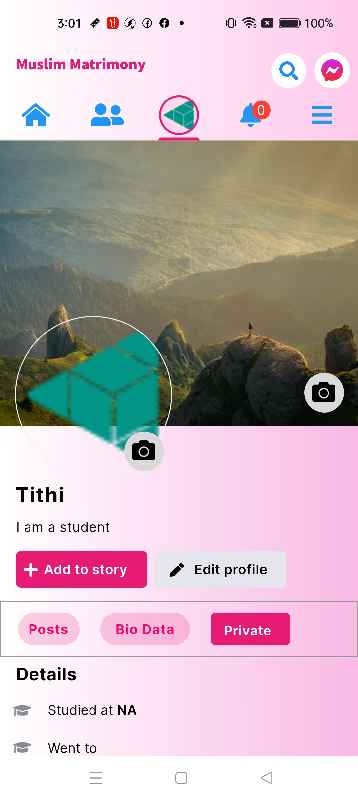 3:01
100%
Muslim Matrimony
0
Tithi
I am a student
Add to story
Edit profile
Posts
Bio Data
Private
Details
Studied at NA
Went to